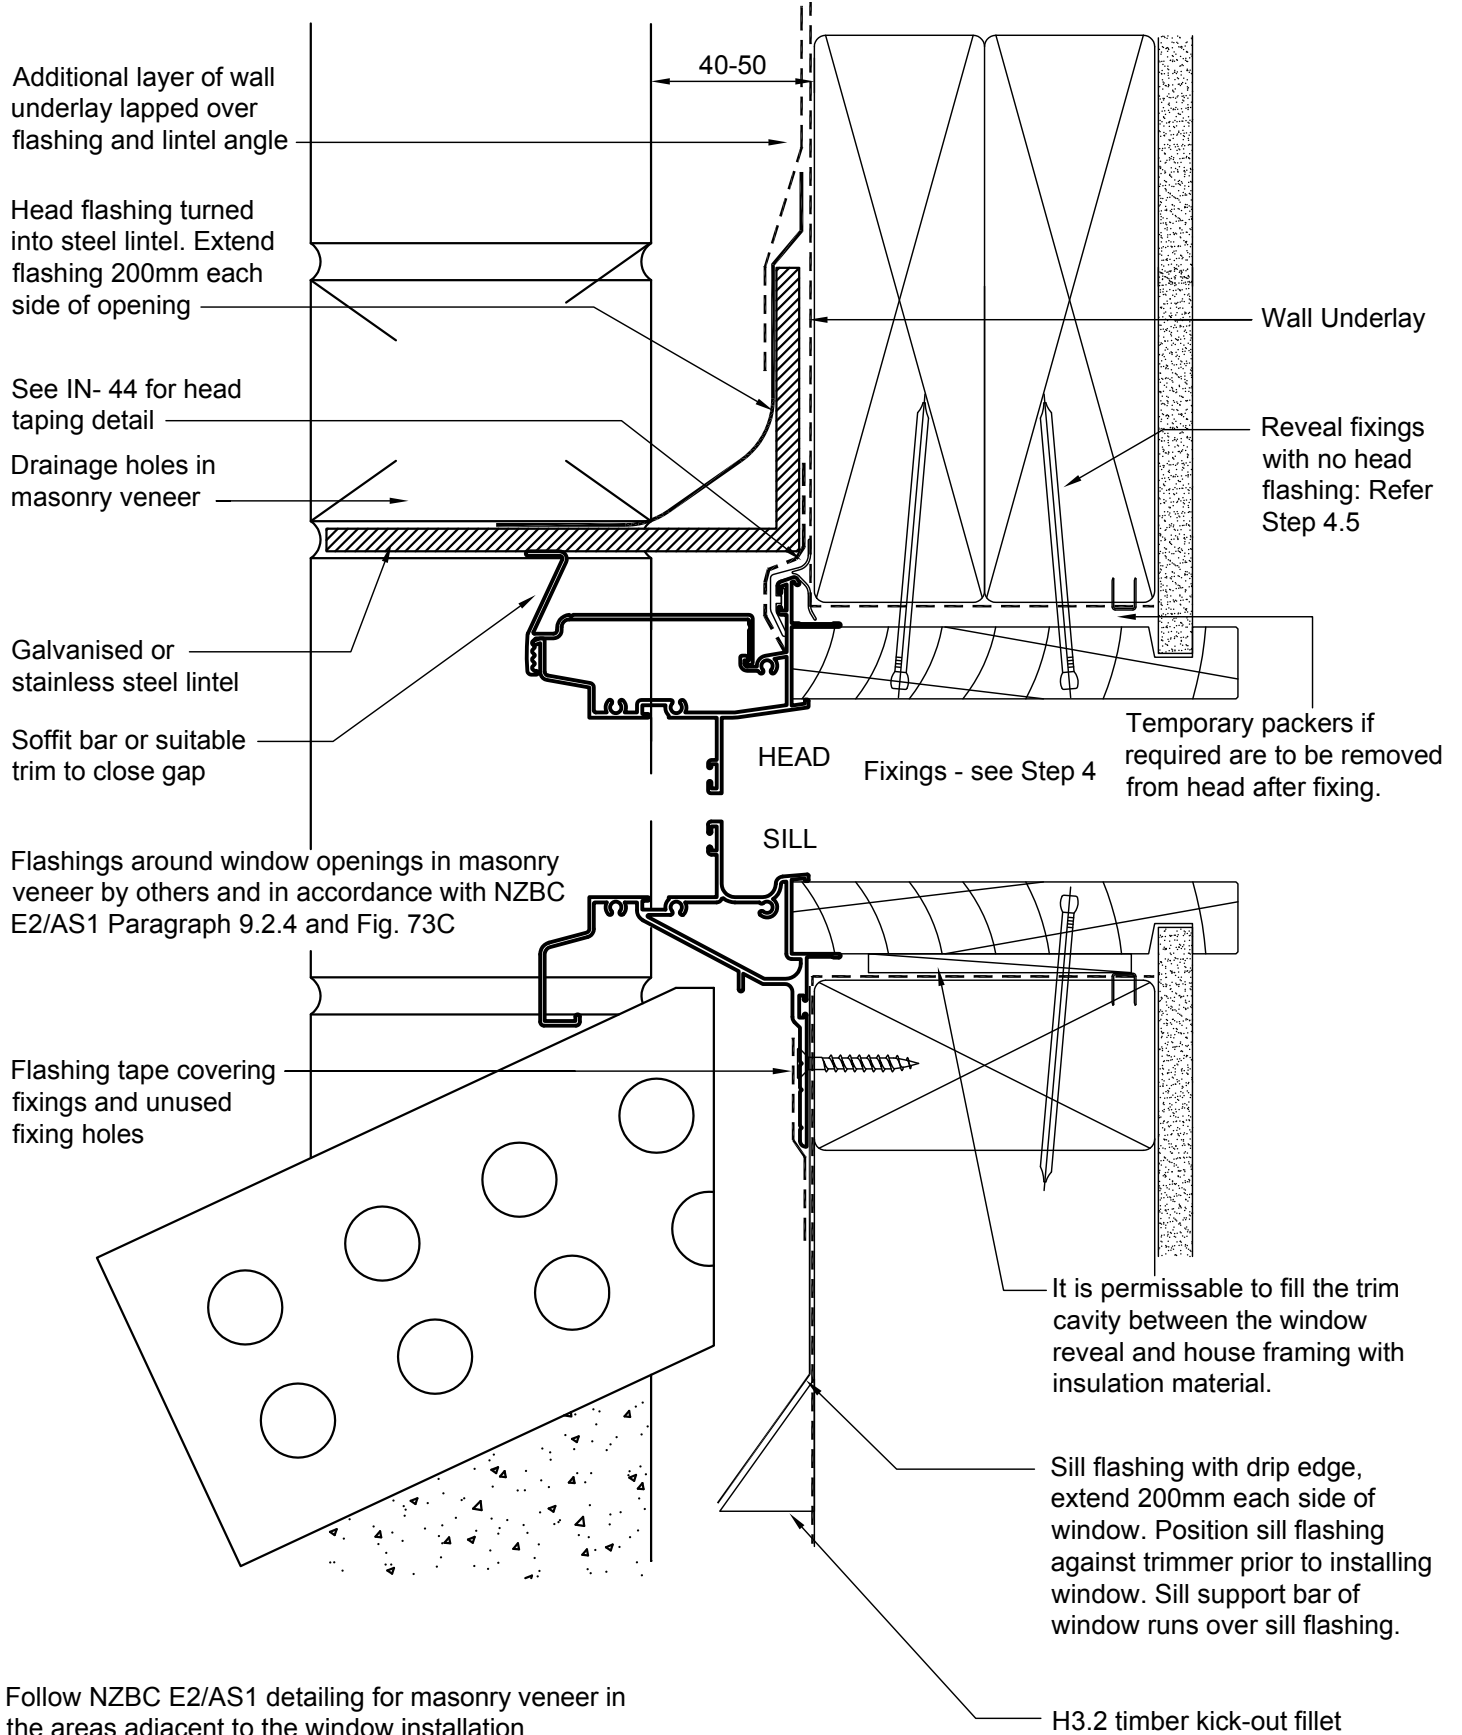 40-50
Additional layer of wall
underlay lapped over
flashing and lintel angle
Head flashing turned
into steel lintel. Extend
flashing 200mm each
side of opening
Wall Underlay
See IN- 44 for head
taping detail
Reveal fixings
with no head
flashing: Refer
Step 4.5
Drainage holes in
masonry veneer
Galvanised or
stainless steel lintel
Soffit bar or suitable
trim to close gap
HEAD
Fixings - see Step 4
Temporary packers if
required are to be removed
from head after fixing.
SILL
Flashings around window openings in masonry
veneer by others and in accordance with NZBC
E2/AS1 Paragraph 9.2.4 and Fig. 73C
Flashing tape covering
fixings and unused
fixing holes
It is permissable to fill the trim
cavity between the window
reveal and house framing with
insulation material.
Sill flashing with drip edge,
extend 200mm each side of
window. Position sill flashing
against trimmer prior to installing
window. Sill support bar of
window runs over sill flashing.
H3.2 timber kick-out fillet
Follow NZBC E2/AS1 detailing for masonry veneer in
the areas adjacent to the window installation